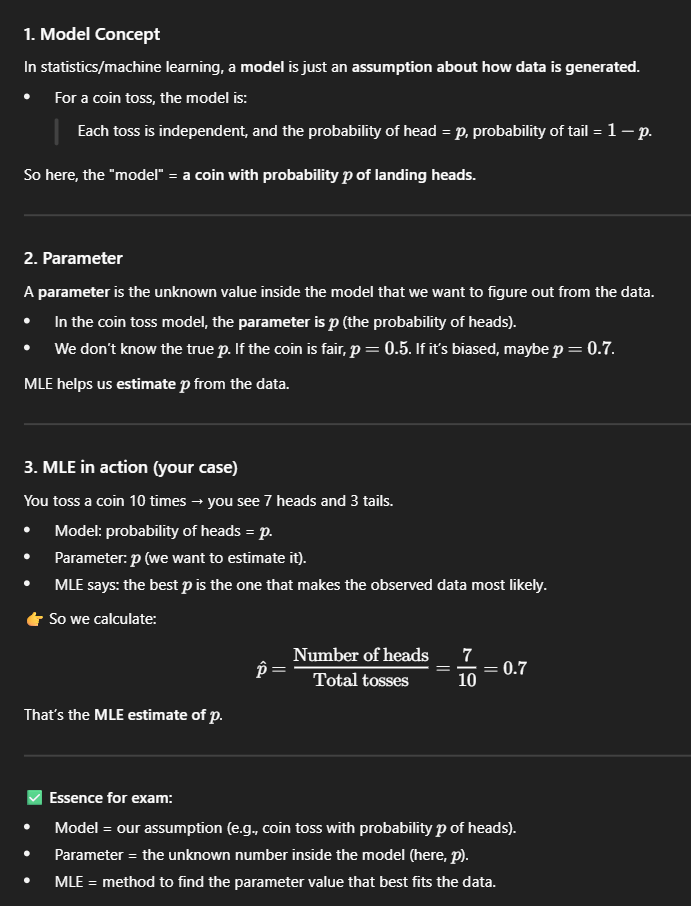 1. Model Concept
In statistics/machine learning, a model is just an assumption about how data is generated.
• For a coin toss, the model is:
Each toss is independent, and the probability of head = p, probability of tail = 1 − p.
So here, the "model" = a coin with probability p of landing heads.
2. Parameter
A parameter is the unknown value inside the model that we want to figure out from the data.
• In the coin toss model, the parameter is p (the probability of heads).
• We don't know the true p. If the coin is fair, p = 0.5. If it's biased, maybe p = 0.7.
MLE helps us estimate p from the data.
3. MLE in action (your case)
You toss a coin 10 times → you see 7 heads and 3 tails.
• Model: probability of heads = p.
• Parameter: p (we want to estimate it).
• MLE says: the best p is the one that makes the observed data most likely.
👉 So we calculate:
p̂ = Number of heads / Total tosses = 7 / 10 = 0.7
That's the MLE estimate of p.
✅ Essence for exam:
• Model = our assumption (e.g., coin toss with probability p of heads).
• Parameter = the unknown number inside the model (here, p).
• MLE = method to find the parameter value that best fits the data.